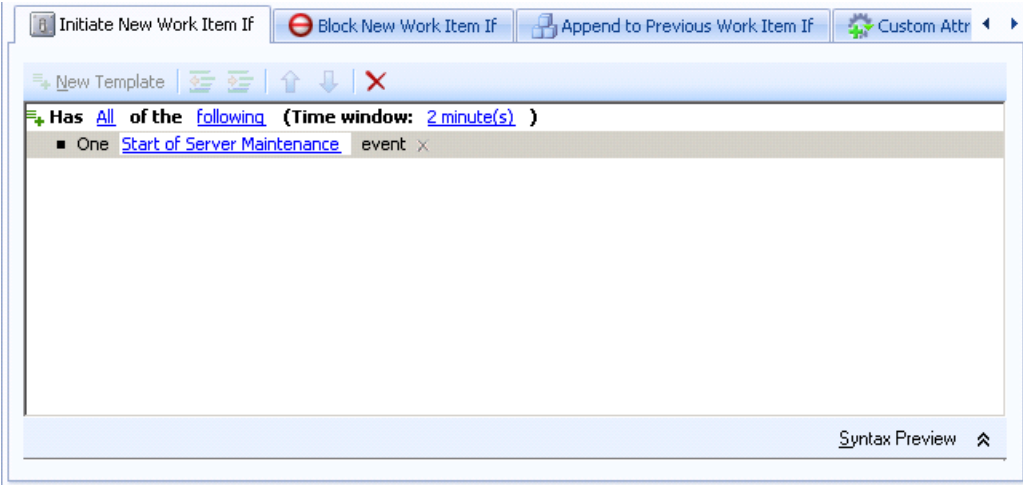 Initiate New Work Item If Block New Work Item If Append to Previous Work Item If Custom Attr
New Template
Has All of the following (Time window: 2 minute(s) )
One Start of Server Maintenance event
Syntax Preview